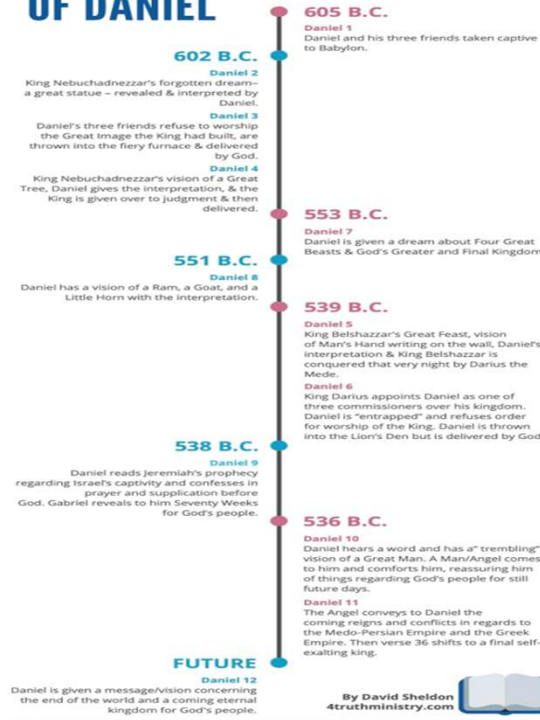 OF DANIEL
605 B.C.
Daniel 1
Daniel and his three friends taken captive
to Babylon.
602 B.C.
Daniel 2
King Nebuchadnezzar's forgotten dream–
a great statue – revealed & interpreted by
Daniel.
Daniel 3
Daniel's three friends refuse to worship
the Great Image the King had built, are
thrown into the fiery furnace & delivered
by God.
Daniel 4
King Nebuchadnezzar's vision of a Great
Tree, Daniel gives the interpretation, & the
King is given over to judgment & then
delivered.
553 B.C.
Daniel 7
Daniel is given a dream about Four Great
Beasts & God's Greater and Final Kingdom
551 B.C.
Daniel 8
Daniel has a vision of a Ram, a Goat, and a
Little Horn with the interpretation.
539 B.C.
Daniel 5
King Belshazzar's Great Feast, vision
of Man's Hand writing on the wall, Daniel's
interpretation & King Belshazzar is
conquered that very night by Darius the
Mede.
Daniel 6
King Darius appoints Daniel as one of
three commissioners over his kingdom.
Daniel is "entrapped" and refuses order
for worship of the King. Daniel is thrown
into the Lion's Den but is delivered by God
538 B.C.
Daniel 9
Daniel reads Jeremiah's prophecy
regarding Israel's captivity and confesses in
prayer and supplication before
God. Gabriel reveals to him Seventy Weeks
for God's people.
536 B.C.
Daniel 10
Daniel hears a word and has a" trembling"
vision of a Great Man. A Man/Angel comes
to him and comforts him, reassuring him
of things regarding God's people for still
future days.
Daniel 11
The Angel conveys to Daniel the
coming reigns and conflicts in regards to
the Medo-Persian Empire and the Greek
Empire. Then verse 36 shifts to a final self-
exalting king.
FUTURE
Daniel 12
Daniel is given a message/vision concerning
the end of the world and a coming eternal
kingdom for God's people.
By David Sheldon
4truthministry.com